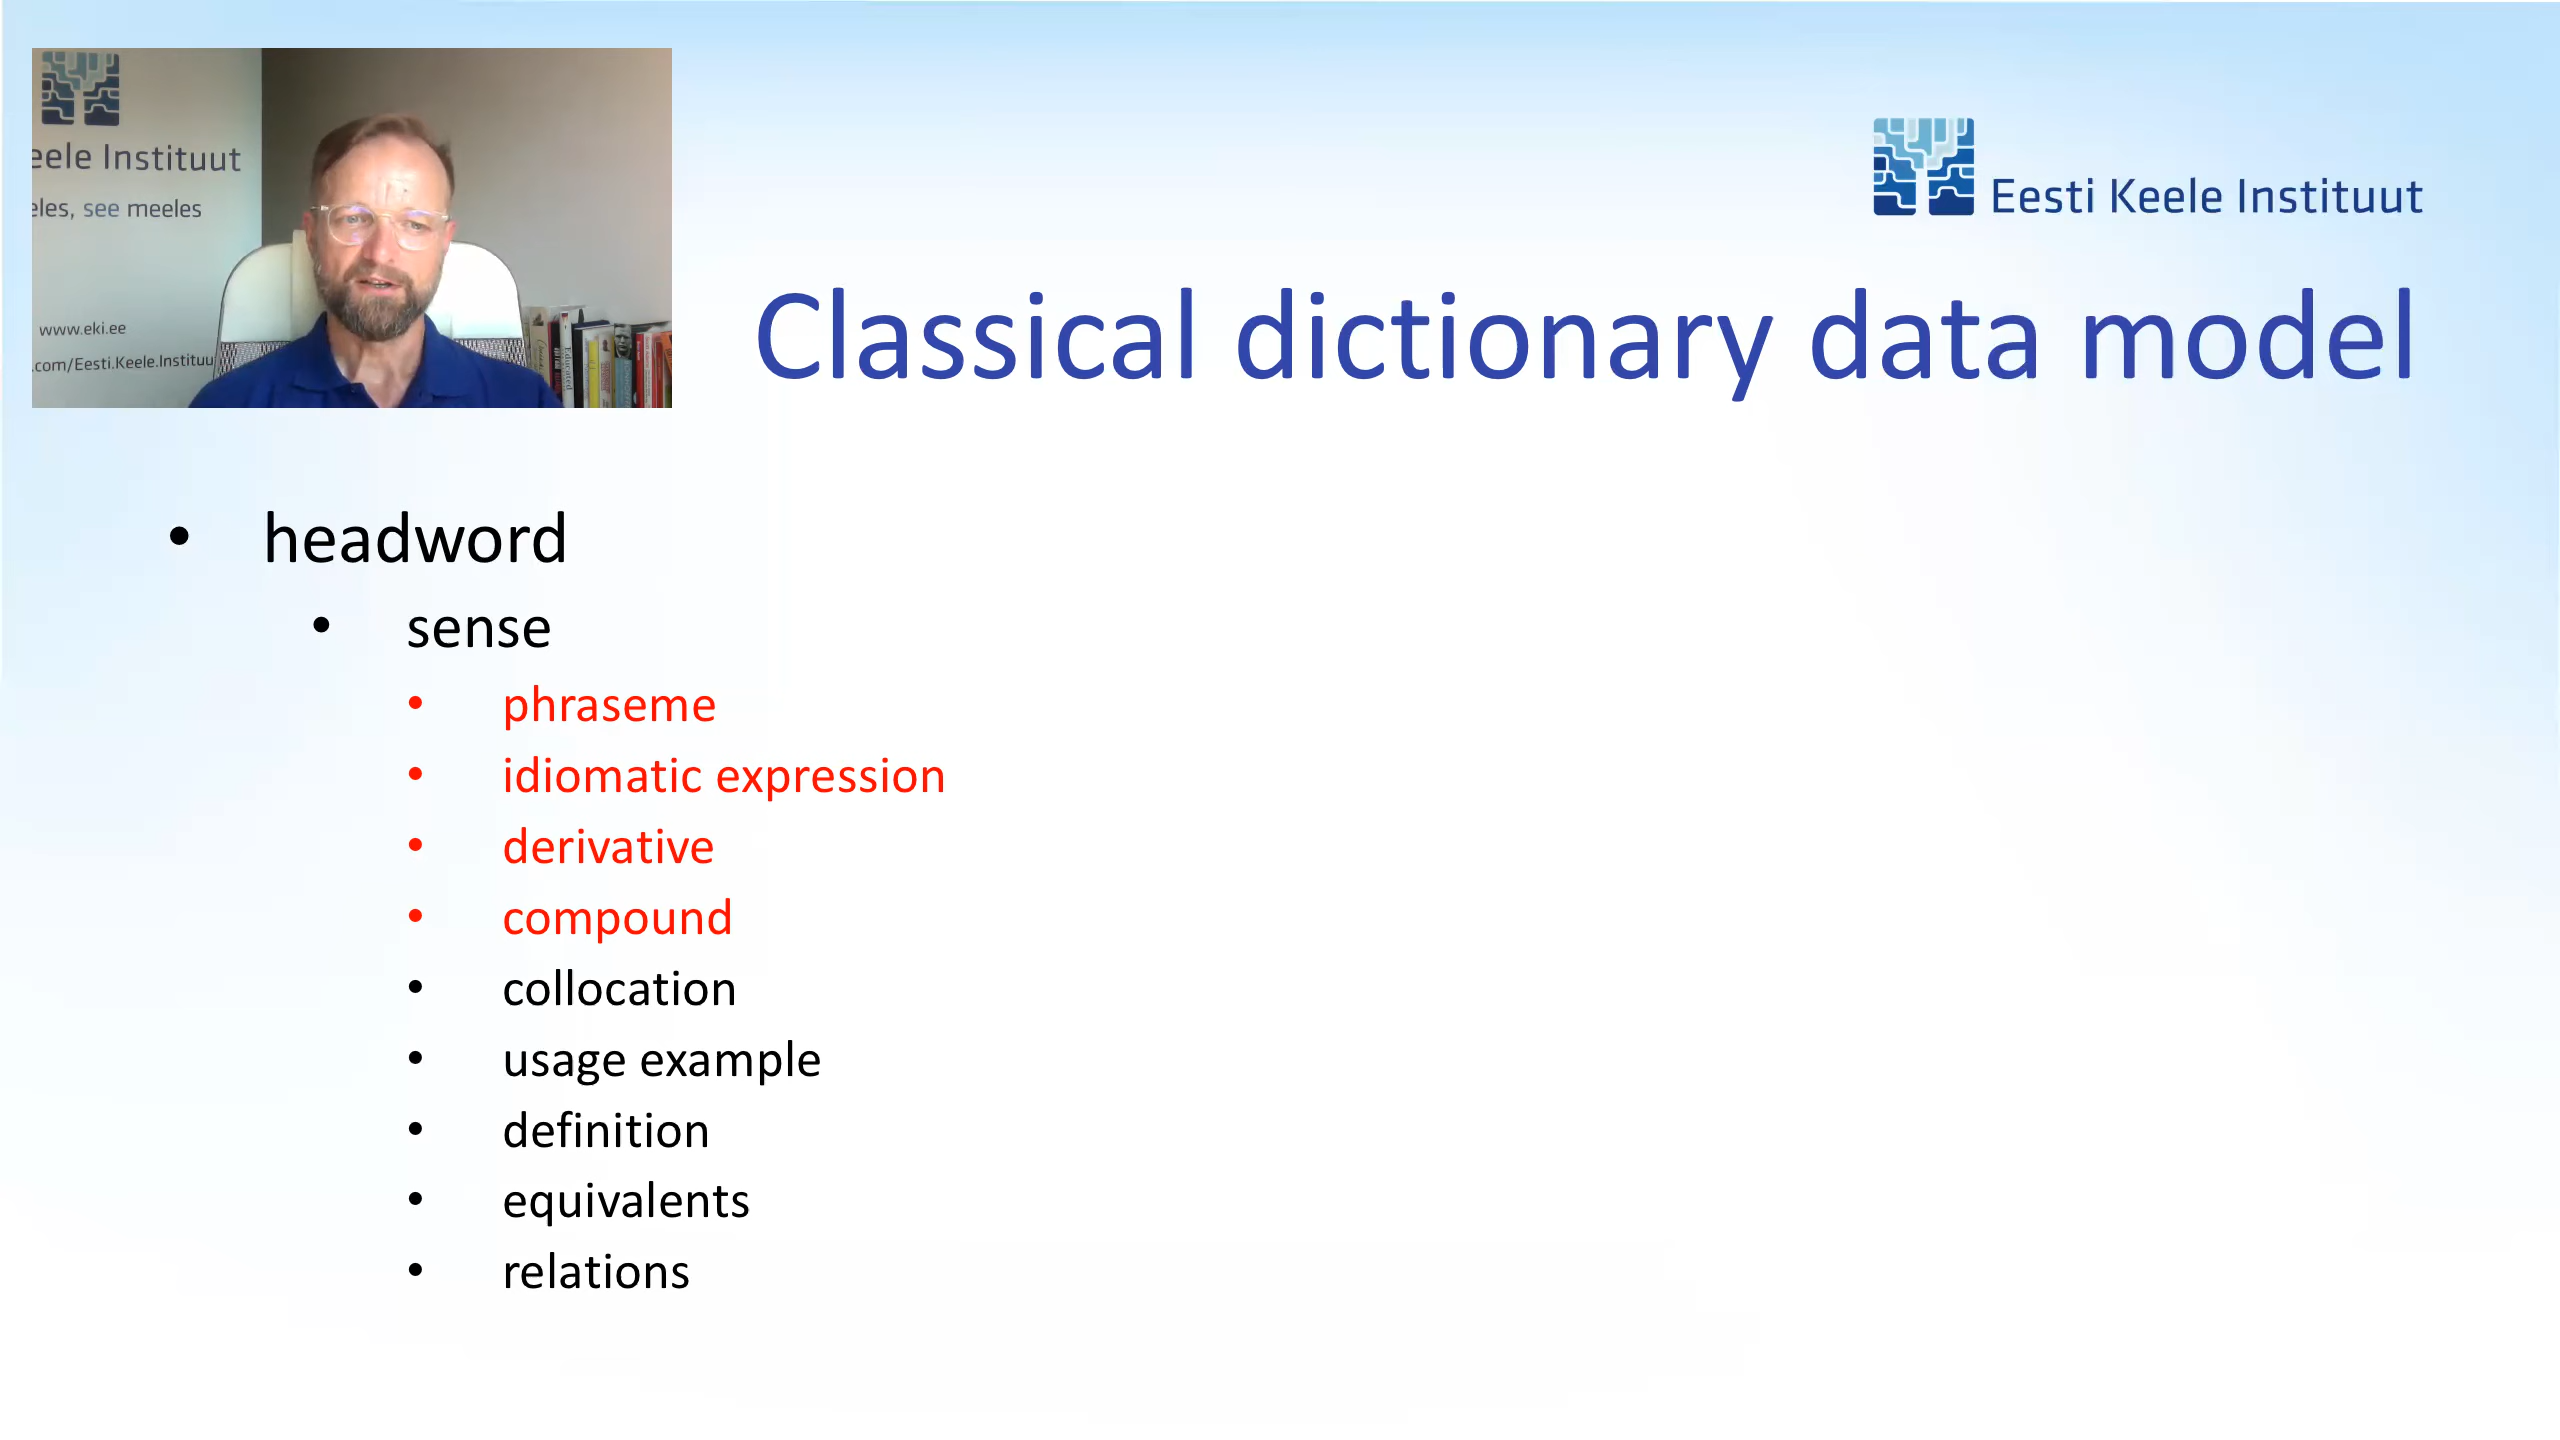 eele Instituut
eles, see meeles
www.eki.ee
.com/Eesti.Keele.Instituu
Educated
Eesti Keele Instituut
Classical dictionary data model
• headword
• sense
• phraseme
• idiomatic expression
• derivative
• compound
• collocation
• usage example
• definition
• equivalents
• relations